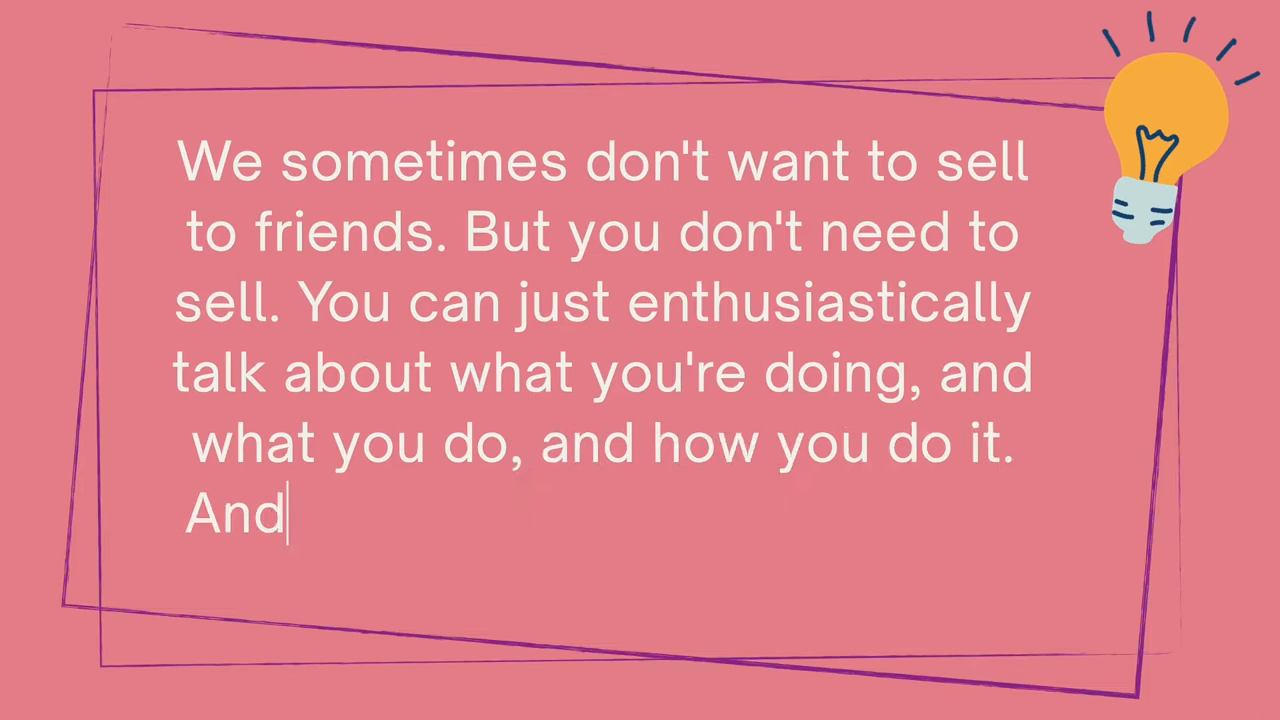 We sometimes don't want to sell
to friends. But you don't need to
sell. You can just enthusiastically
talk about what you're doing, and
what you do, and how you do it.
And